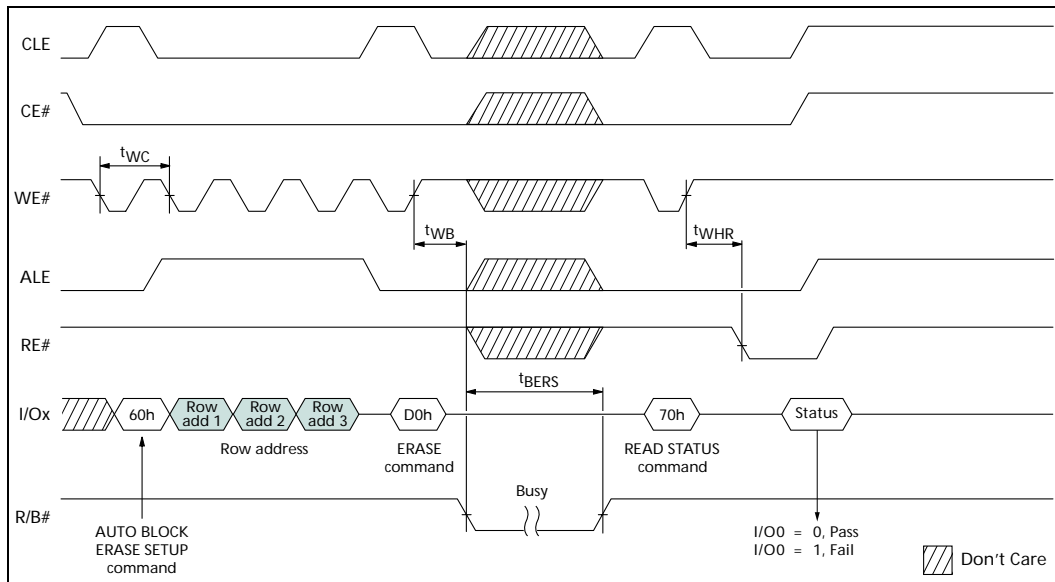 CLE
CE#
tWC
WE#
tWB
tWHR
ALE
RE#
tBERS
I/Ox
60h
Row add 1
Row add 2
Row add 3
D0h
70h
Status
Row address
ERASE
command
READ STATUS
command
Busy
R/B#
AUTO BLOCK
ERASE SETUP
command
I/O0 = 0, Pass
I/O0 = 1, Fail
Don't Care